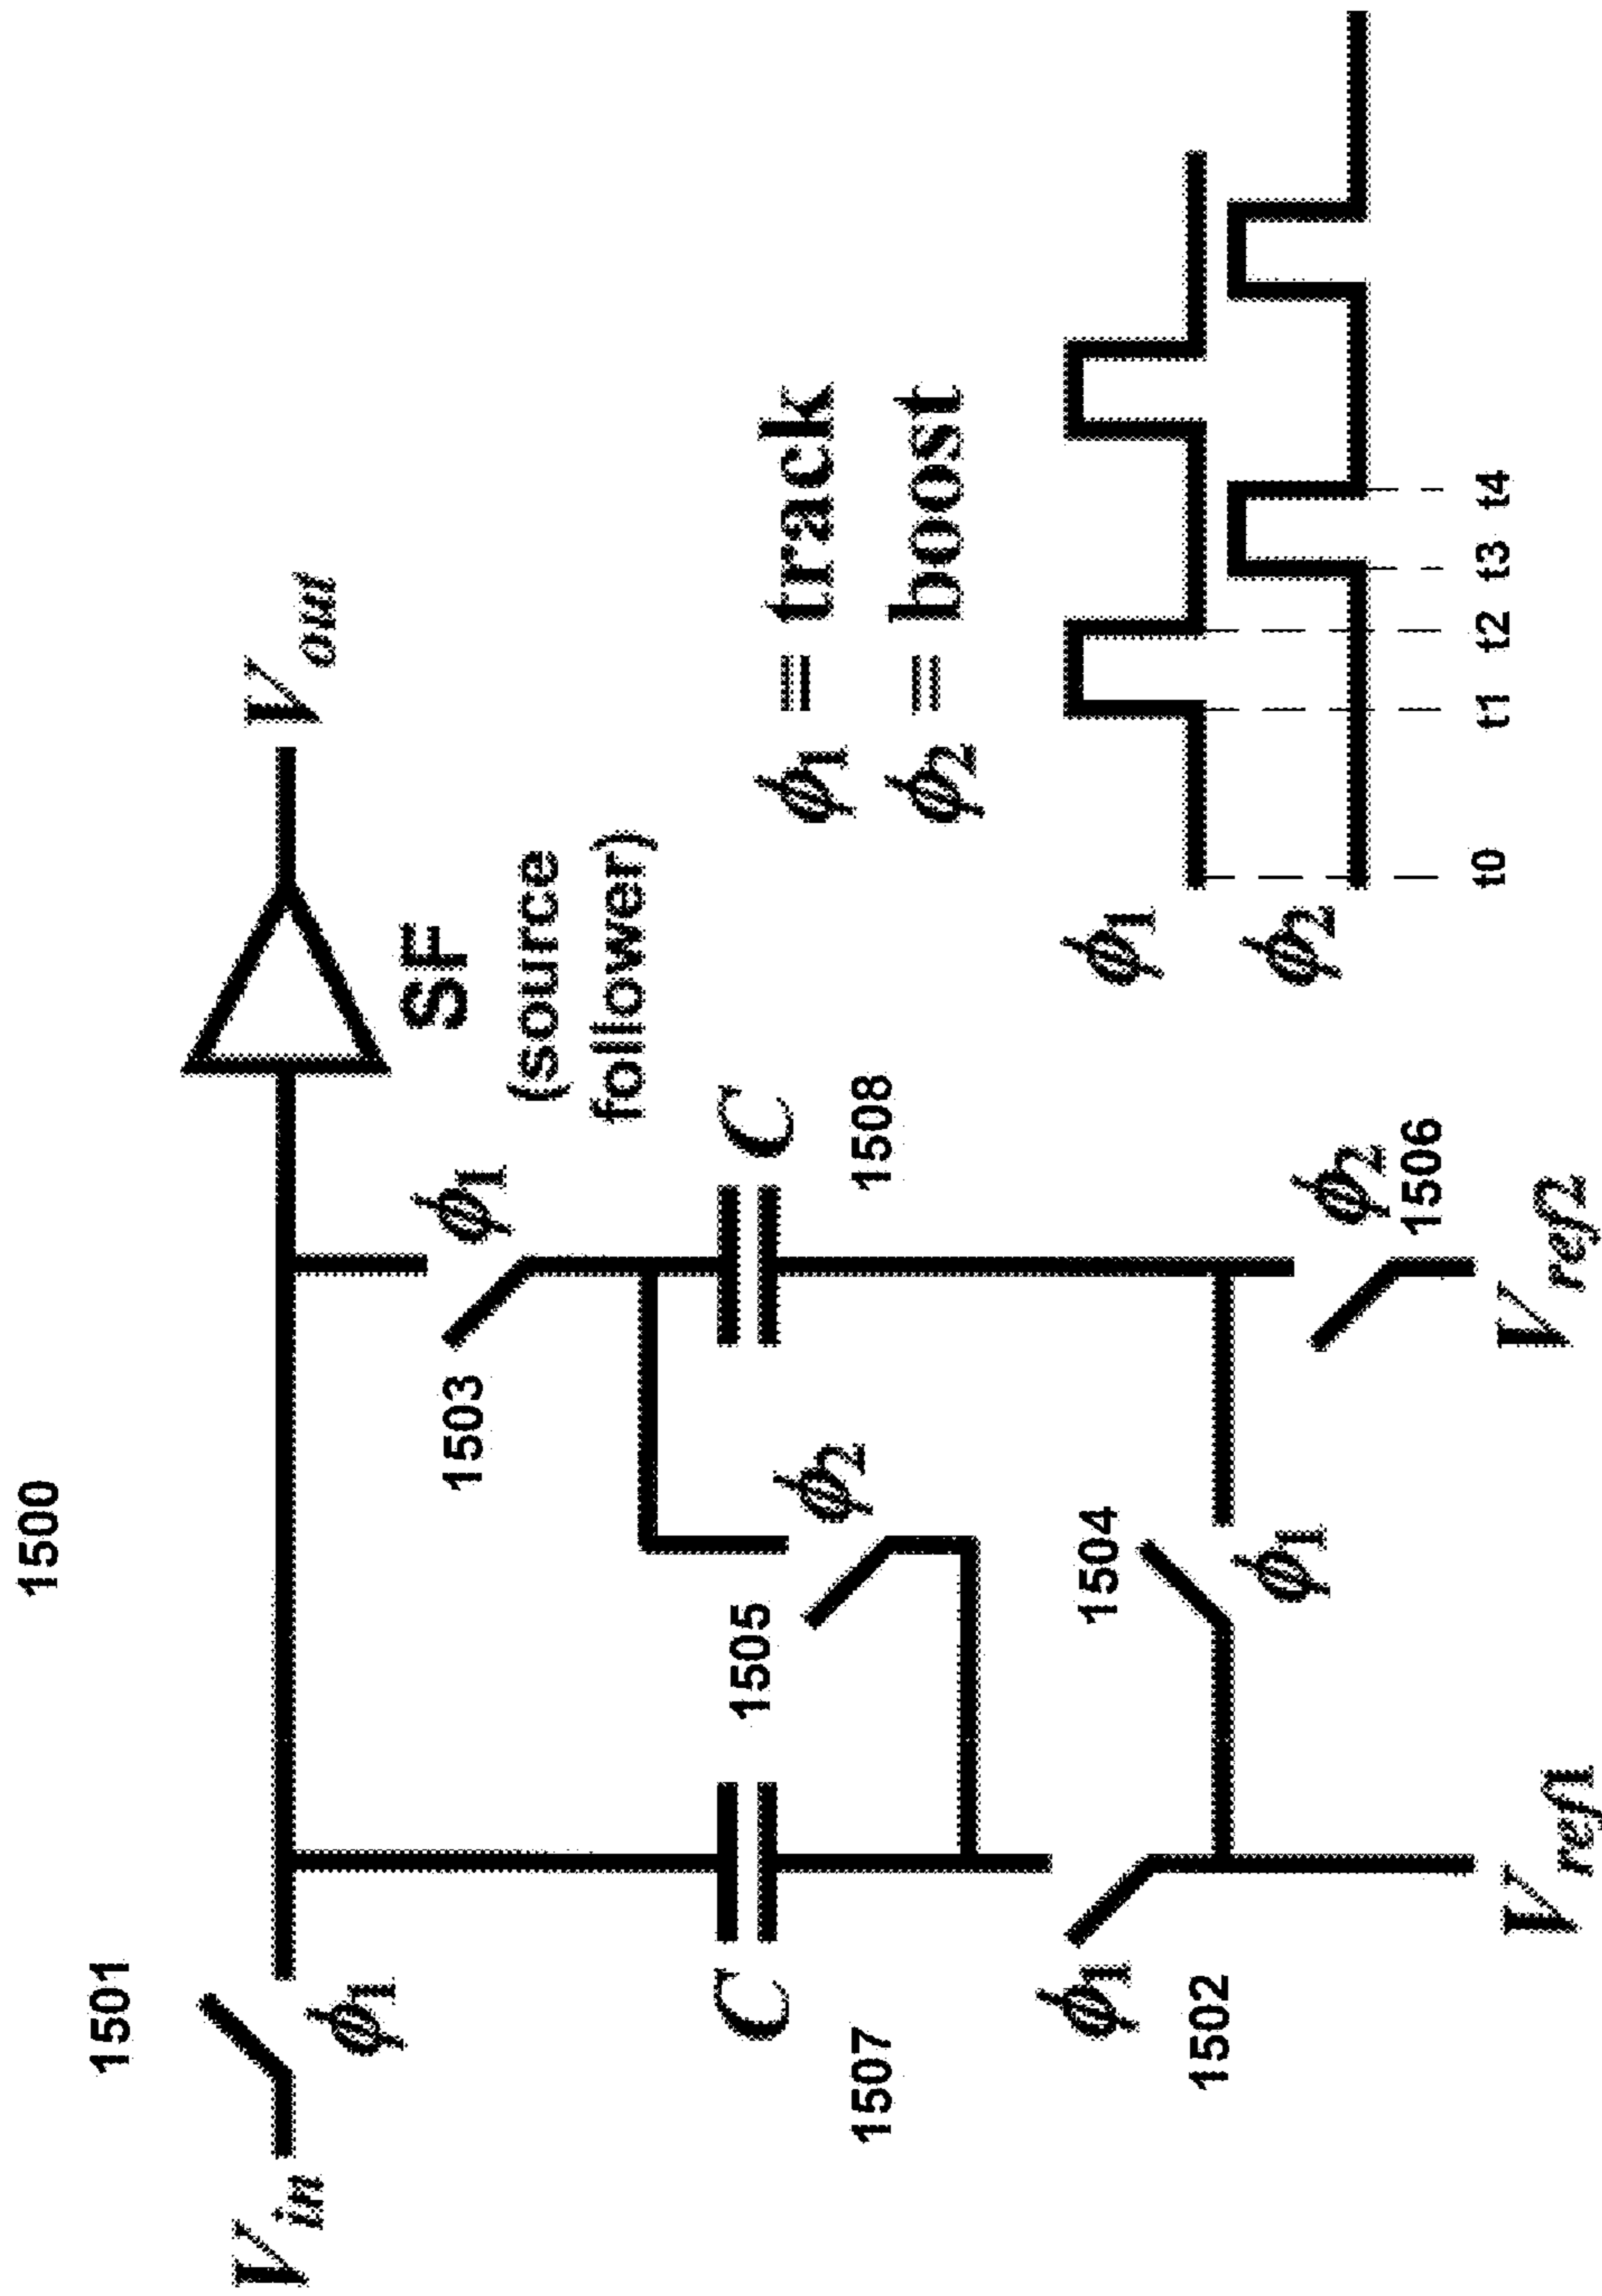 1500
1501
V_in
ϕ1
V_out
SF
(source
follower)
1503
ϕ1
C
1507
1505
ϕ2
C
1508
ϕ1
1502
1504
ϕ1
ϕ2
1506
V_ref1
V_ref2
ϕ1 = track
ϕ2 = boost
ϕ1
ϕ2
t0 t1 t2 t3 t4